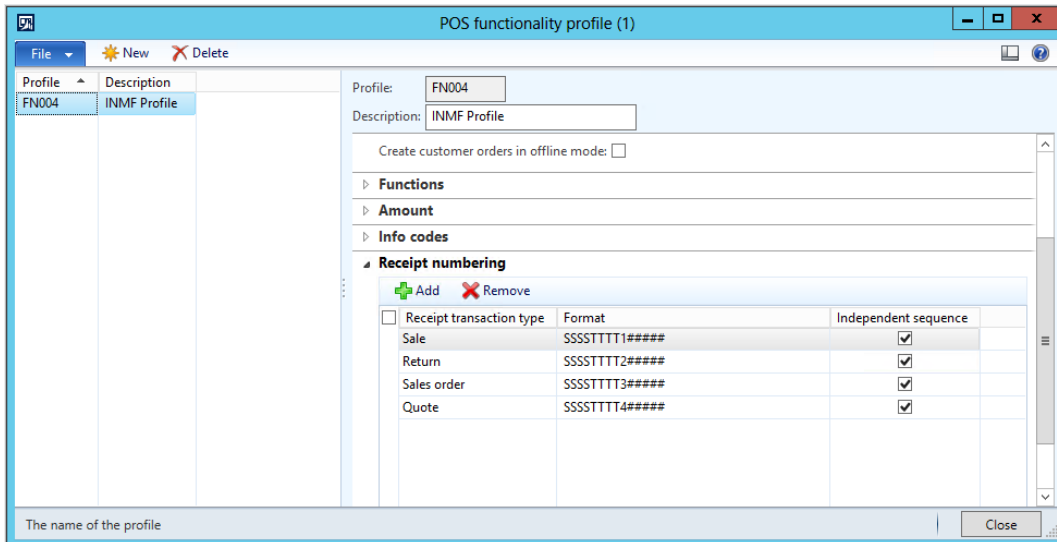 POS functionality profile (1)
File New Delete
Profile Description
FN004 INMF Profile
Profile: FN004
Description: INMF Profile
Create customer orders in offline mode:
Functions
Amount
Info codes
Receipt numbering
Add Remove
Receipt transaction type Format Independent sequence
Sale SSSSTTTT1#####
Return SSSSTTTT2#####
Sales order SSSSTTTT3#####
Quote SSSSTTTT4#####
The name of the profile Close